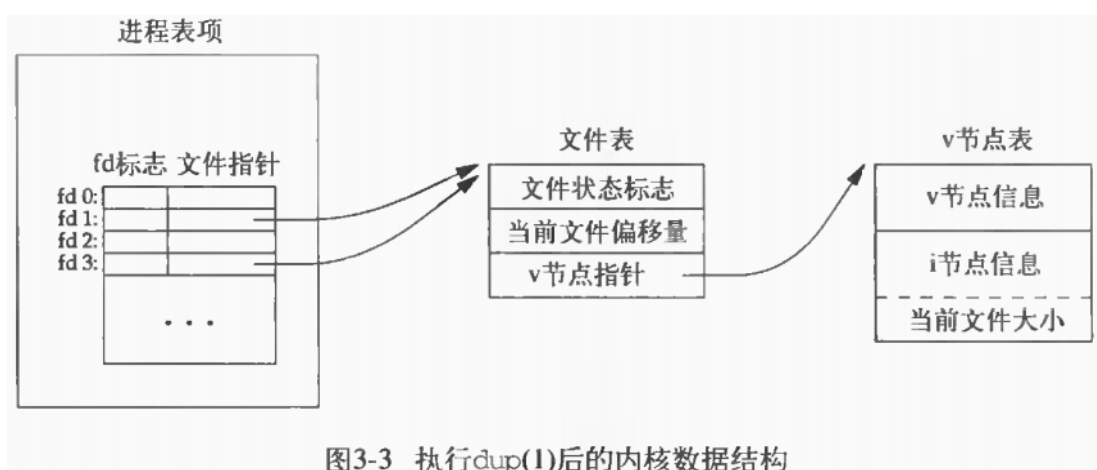 进程表项
fd标志 文件指针
fd 0:
fd 1:
fd 2:
fd 3:
...
文件表
文件状态标志
当前文件偏移量
v节点指针
v节点表
v节点信息
i节点信息
当前文件大小
图3-3 执行dup(1)后的内核数据结构